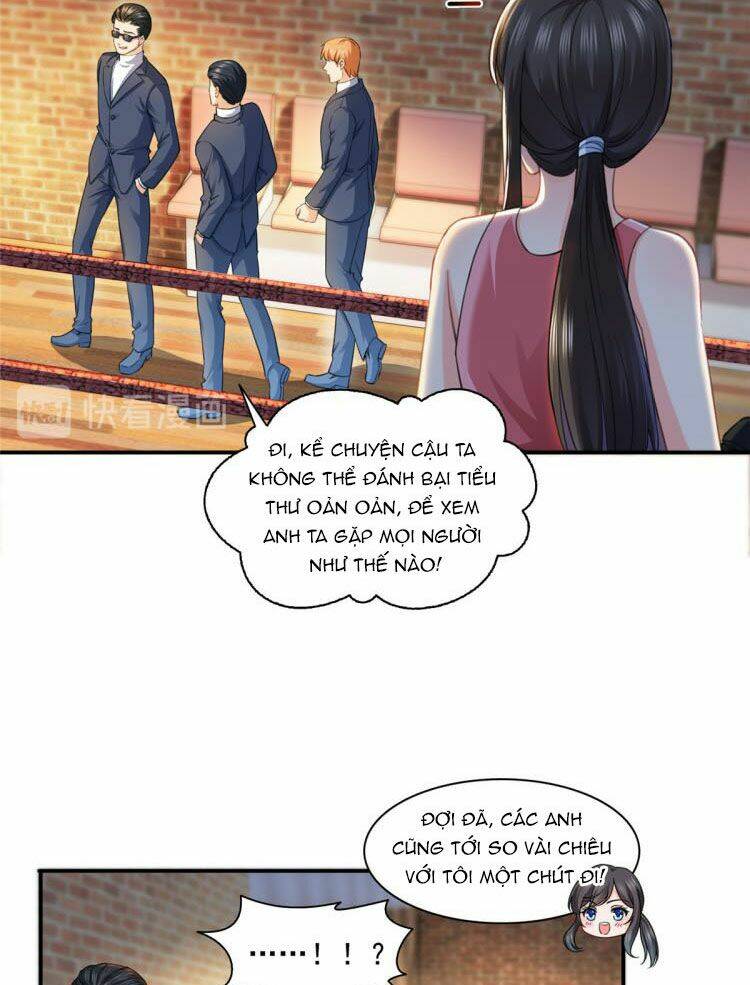 快看 快看漫画
ĐI, KỂ CHUYỆN CẬU TA
KHÔNG THỂ ĐÁNH BẠI TIỂU
THƯ OẢN OẢN, ĐỂ XEM
ANH TA GẶP MỌI NGƯỜI
NHƯ THẾ NÀO!
ĐỢI ĐÃ, CÁC ANH
CŨNG TỚI SO VÀI CHIÊU
VỚI TÔI MỘT CHÚT ĐI!
······！！？